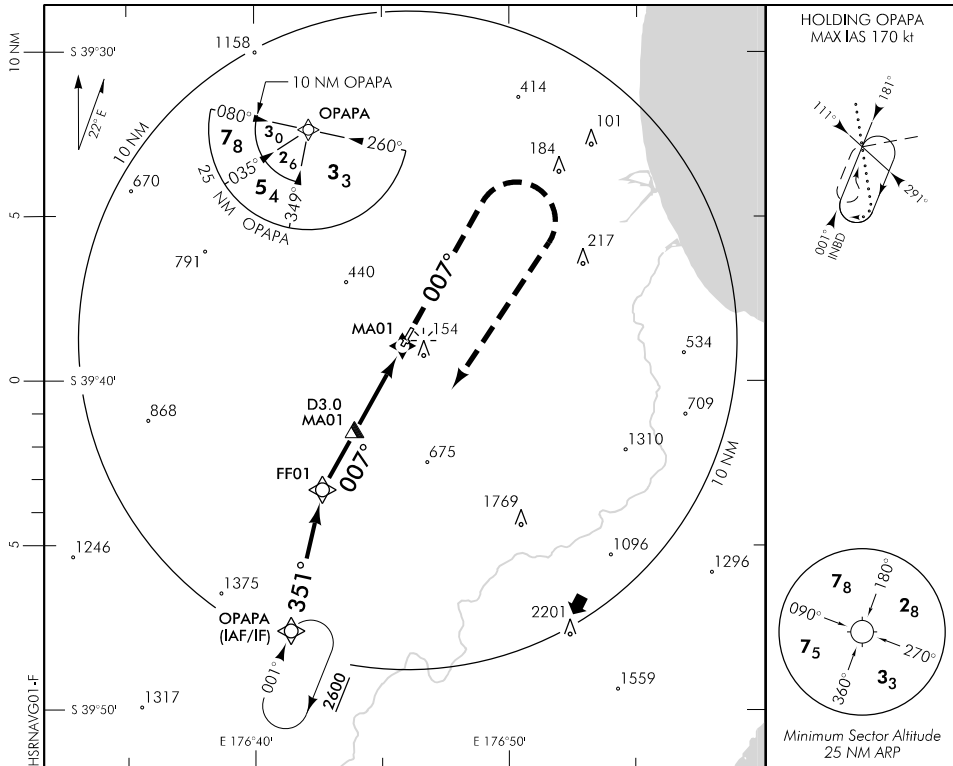 10 NM
5
0
5
S 39°30'
S 39°40'
S 39°50'
E 176°40'
E 176°50'
HSRNAVG01-F
22° E
10 NM
10 NM
1158
10 NM OPAPA
OPAPA
080°
7₈
3₀
035°
2₆
5₄
349°
3₃
260°
25 NM OPAPA
414
101
184
217
670
791
440
007°
MA01
154
534
868
D3.0
MA01
709
1310
675
FF01
007°
1769
1246
1096
1296
351°
1375
OPAPA
(IAF/IF)
2201
001°
2600
1317
1559
HOLDING OPAPA
MAX IAS 170 kt
181°
111°
291°
001°
INBD
7₈
180°
2₈
090°
270°
7₅
360°
3₃
Minimum Sector Altitude
25 NM ARP